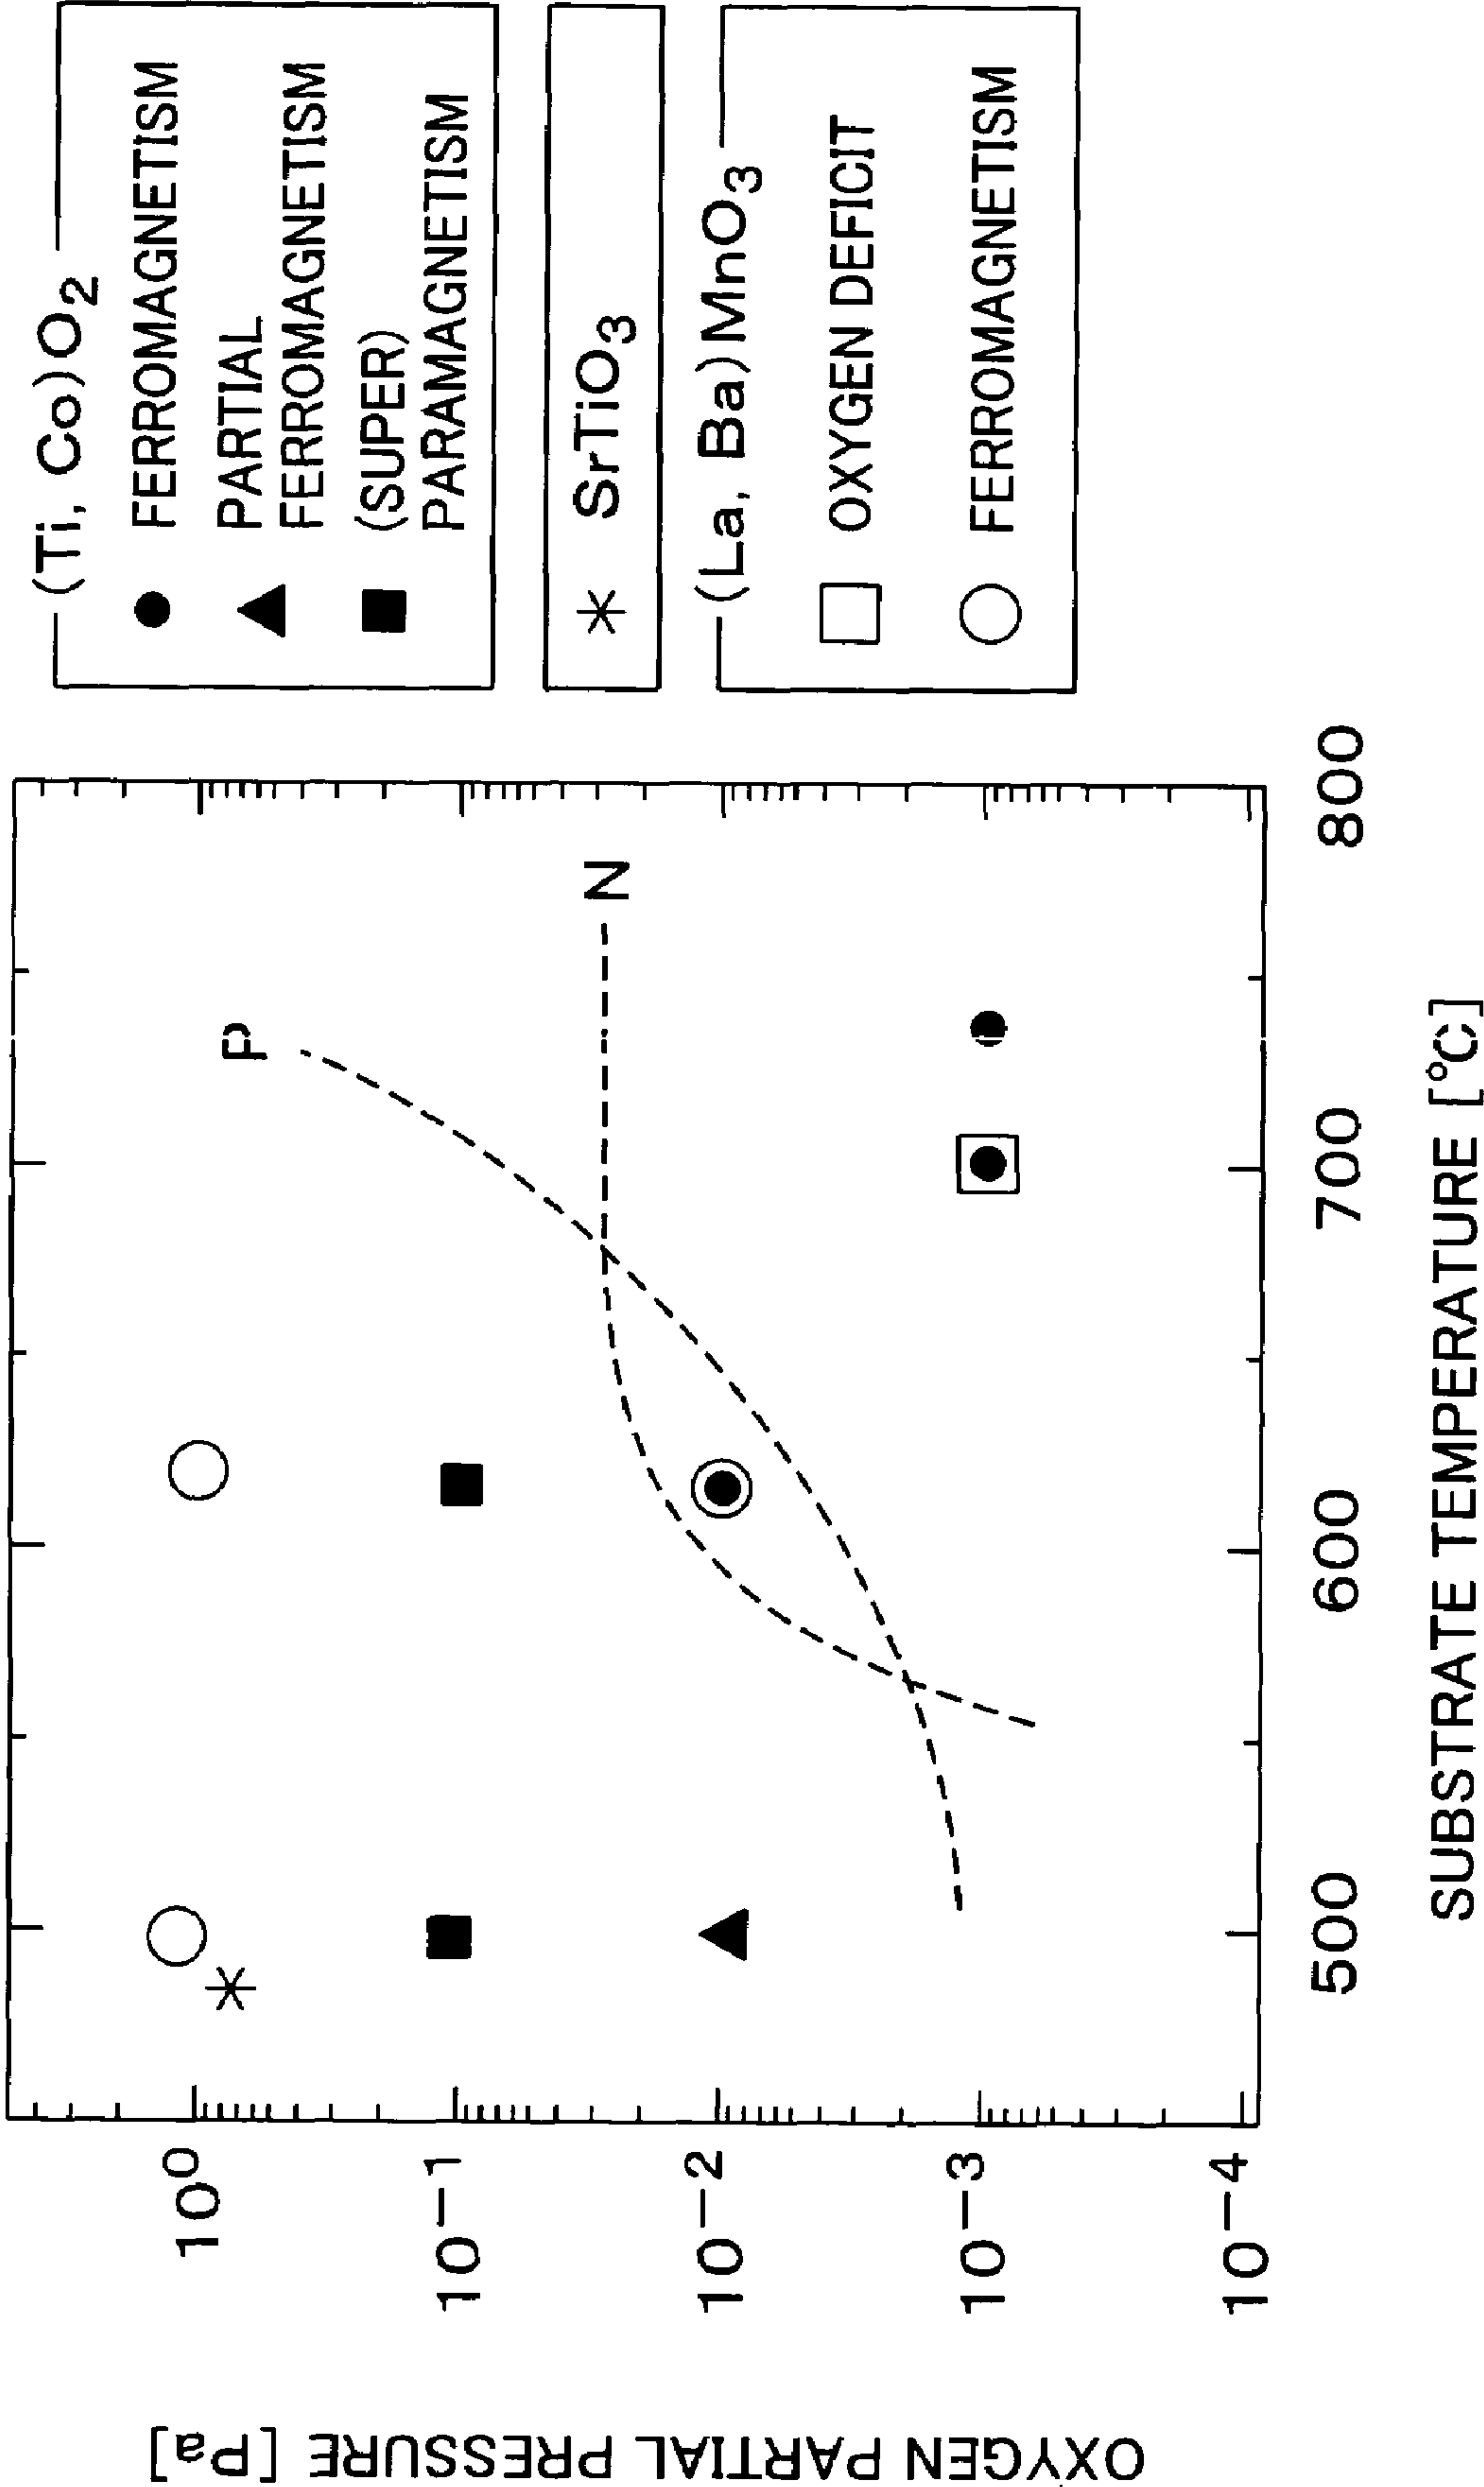 OXYGEN PARTIAL PRESSURE [Pa]
10⁰
10⁻¹
10⁻²
10⁻³
10⁻⁴
500
600
700
800
SUBSTRATE TEMPERATURE [°C]
P
N
(Ti, Co)O₂
FERROMAGNETISM
PARTIAL
FERROMAGNETISM
(SUPER)
PARAMAGNETISM
SrTiO₃
(La, Ba)MnO₃
OXYGEN DEFICIT
FERROMAGNETISM